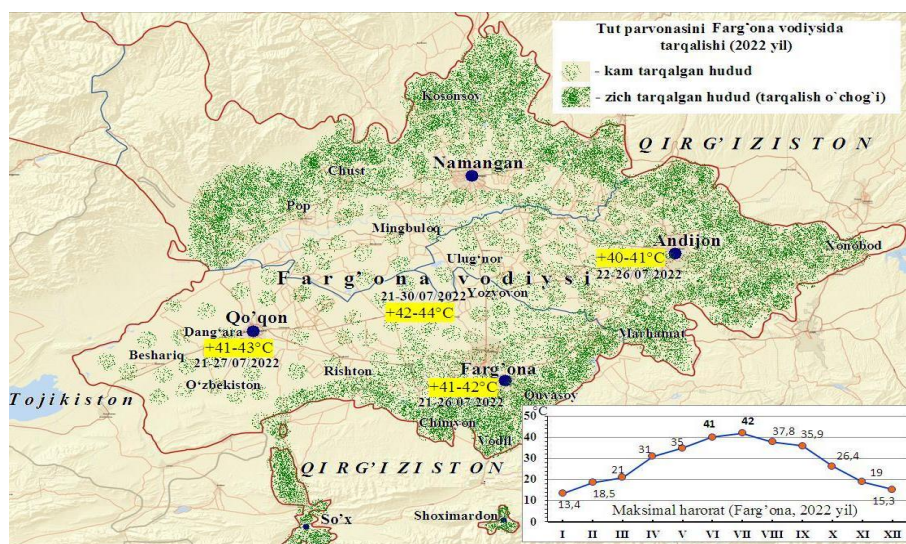 Tut parvonasini Farg'ona vodiysida
tarqalishi (2022 yil)
- kam tarqalgan hudud
- zich tarqalgan hudud (tarqalish o`chog`i)
QIRG'IZISTON
Kosonsoy
Namangan
Chust
Pop
Mingbuloq
Andijon
Xonobod
+40-41°C
22-26/07/2022
Ulug'nor
Farg'ona vodiysi
21-30/07/2022
Yozyovon
+42-44°C
Qo'qon
Dang'ara
+41-43°C
21-27/07/2022
Beshariq
Marhamat
O'zbekiston
Rishton
Farg'ona
+41-42°C
21-26/07/2022
Quvasoy
Tojikiston
Chimyon
Vodil
QIRG'IZISTON
So'x
Shoximardon
°C
50
40
30
20
10
0
13,4
18,5
21
31
35
41
42
37,8
35,9
26,4
19
15,3
Maksimal harorat (Farg'ona, 2022 yil)
I II III IV V VI VII VIII IX X XI XII